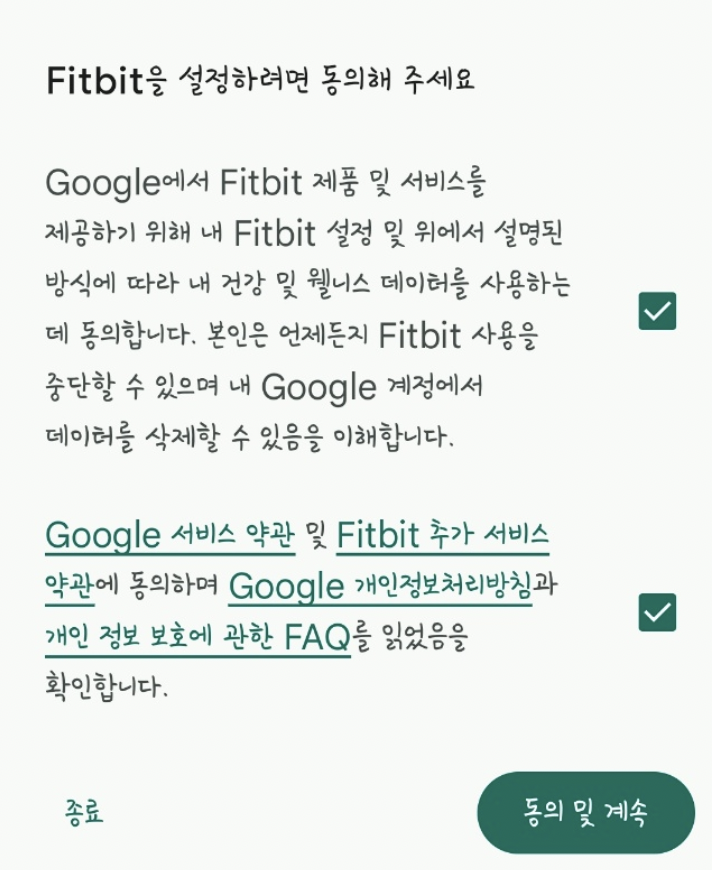 Fitbit을 설정하려면 동의해 주세요
Google에서 Fitbit 제품 및 서비스를
제공하기 위해 내 Fitbit 설정 및 위에서 설명된
방식에 따라 내 건강 및 웰니스 데이터를 사용하는
데 동의합니다. 본인은 언제든지 Fitbit 사용을
중단할 수 있으며 내 Google 계정에서
데이터를 삭제할 수 있음을 이해합니다.
Google 서비스 약관 및 Fitbit 추가 서비스
약관에 동의하며 Google 개인정보처리방침과
개인 정보 보호에 관한 FAQ를 읽었음을
확인합니다.
종료
동의 및 계속